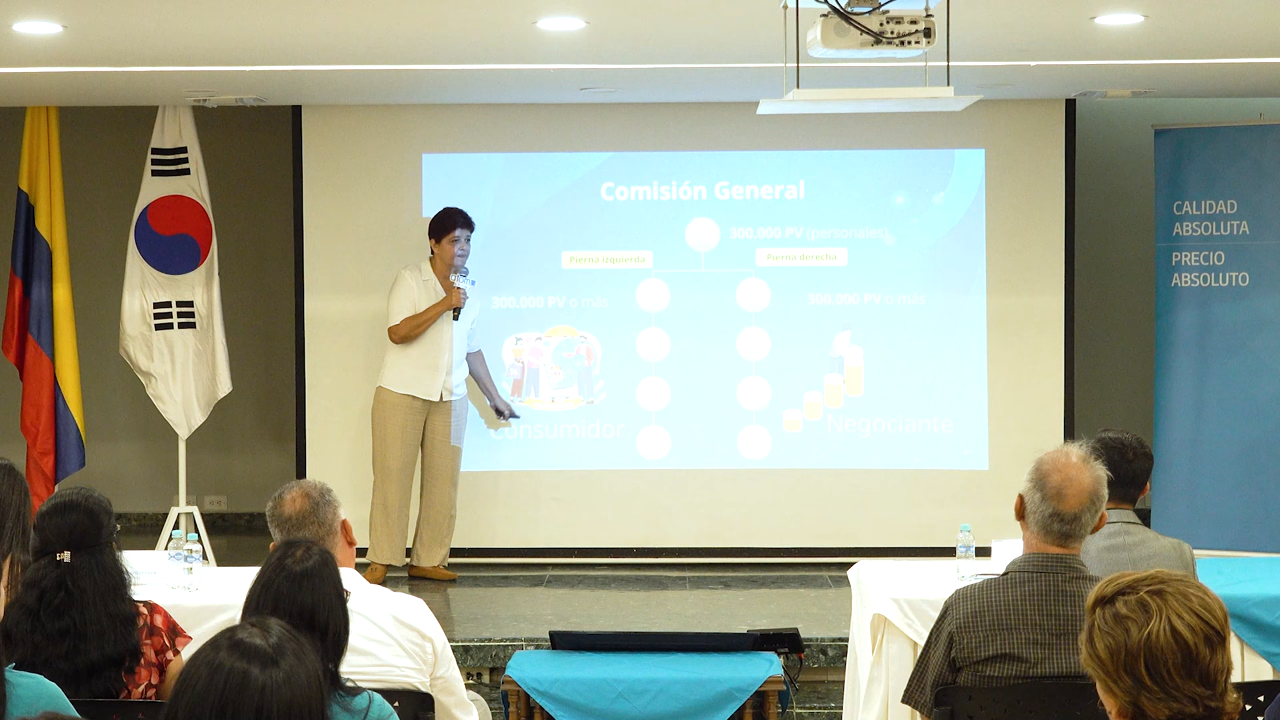 Comisión General
300.000 PV (personales)
Pierna izquierda
Pierna derecha
300.000 PV o más
300.000 PV o más
Consumidor
Negociante
CALIDAD
ABSOLUTA
PRECIO
ABSOLUTO